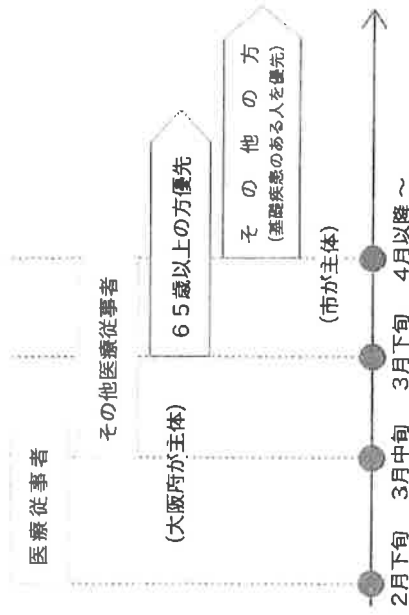 医療従事者
その他医療従事者
(大阪府が主体)
65歳以上の方優先
そ の 他 の 方
(基礎疾患のある人を優先)
(市が主体)
2月下旬 3月中旬 3月下旬 4月以降 ~